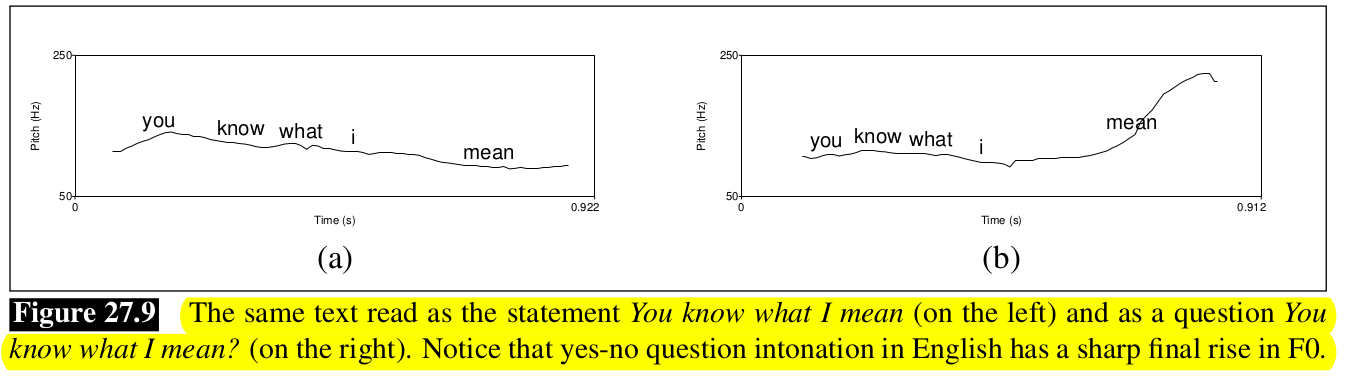 250
Pitch (Hz)
you
know
what
i
mean
50
0
0.922
Time (s)
(a)
250
Pitch (Hz)
you
know
what
i
mean
50
0
0.912
Time (s)
(b)
Figure 27.9 The same text read as the statement You know what I mean (on the left) and as a question You
know what I mean? (on the right). Notice that yes-no question intonation in English has a sharp final rise in F0.